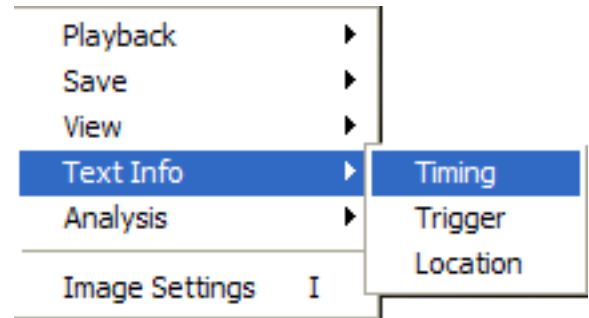 Playback
Save
View
Text Info
Analysis
Image Settings I
Timing
Trigger
Location